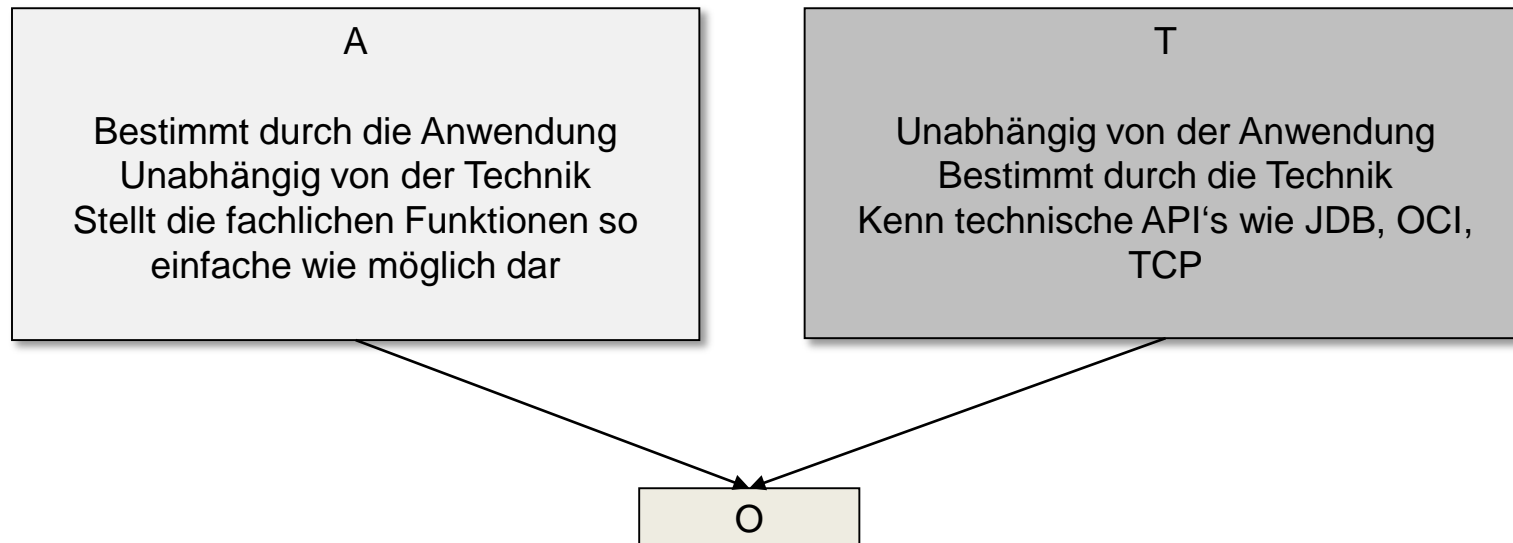 A
Bestimmt durch die Anwendung
Unabhängig von der Technik
Stellt die fachlichen Funktionen so
einfache wie möglich dar
T
Unabhängig von der Anwendung
Bestimmt durch die Technik
Kenn technische API‘s wie JDB, OCI,
TCP
O